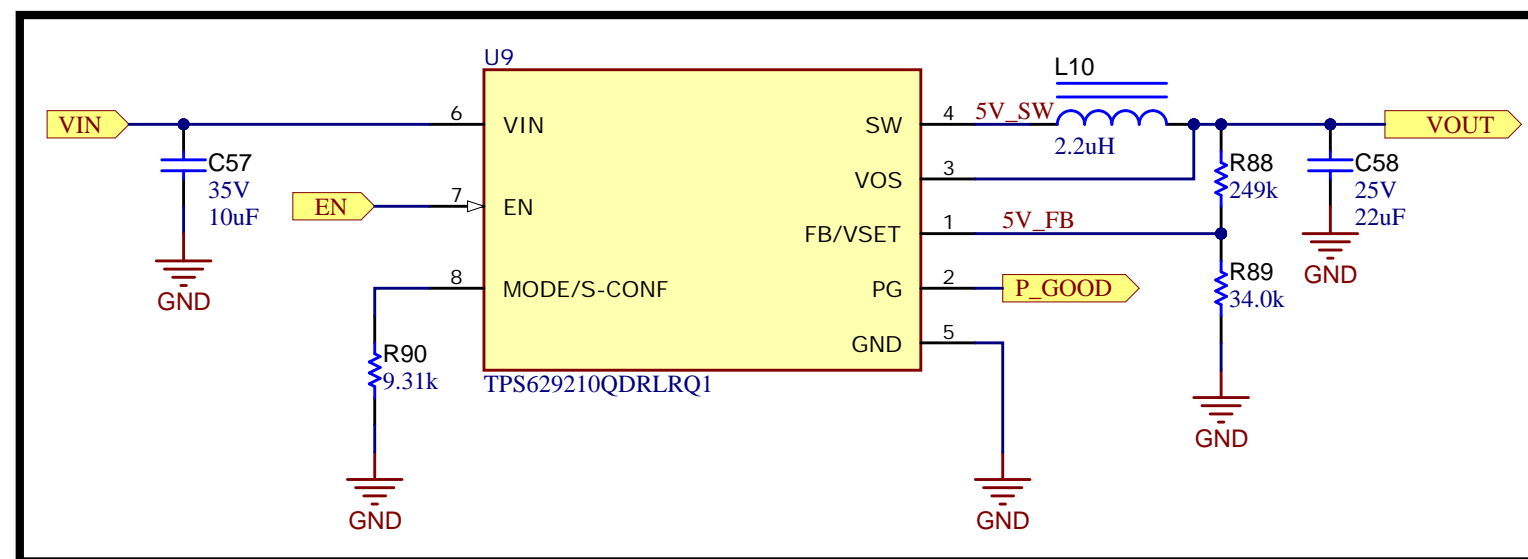 U9
L10
VIN
6
VIN
SW
4
5V_SW
VOUT
2.2uH
C57
35V
10uF
R88
249k
C58
25V
22uF
VOS
3
EN
7
EN
FB/VSET
1
5V_FB
GND
GND
8
MODE/S-CONF
PG
2
P_GOOD
R89
34.0k
GND
5
R90
9.31k
TPS629210QDRLRQ1
GND
GND
GND